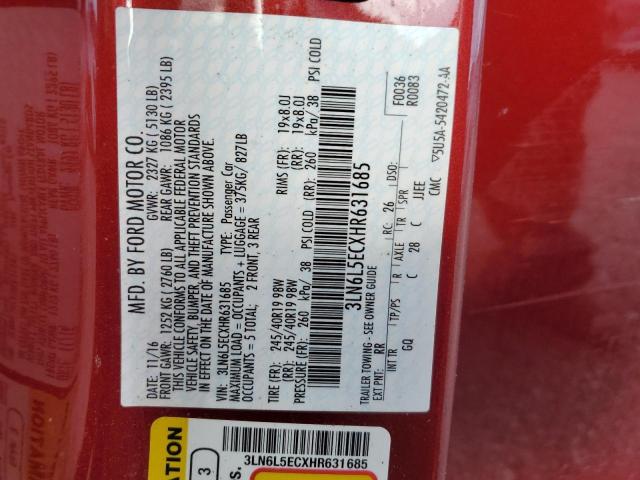 MFD. BY FORD MOTOR CO.
DATE: 11/16 GVWR: 2327 KG ( 5130 LB)
FRONT GAWR: 1252 KG ( 2760 LB) REAR GAWR: 1086 KG ( 2395 LB)
THIS VEHICLE CONFORMS TO ALL APPLICABLE FEDERAL MOTOR
VEHICLE SAFETY, BUMPER, AND THEFT PREVENTION STANDARDS
IN EFFECT ON THE DATE OF MANUFACTURE SHOWN ABOVE.
VIN: 3LN6L5ECXHR631685 TYPE: Passenger Car
MAXIMUM LOAD = OCCUPANTS + LUGGAGE = 375KG/ 827LB
OCCUPANTS = 5 TOTAL; 2 FRONT, 3 REAR
TIRE (FR): 245/40R19 98W RIMS (FR): 19x8.0J
(RR): 245/40R19 98W (RR): 19x8.0J
PRESSURE (FR): 260 kPa/ 38 PSI COLD (RR): 260 kPa/ 38 PSI COLD
3LN6L5ECXHR631685
TRAILER TOWING - SEE OWNER GUIDE
EXT PNT: RR RC: 26 DSO: F0036
R0083
INT TR TP/PS R AXLE TR SPR
GQ C 28 C JJEE
CMC ▽5U5A-5420472-AA
3LN6L5ECXHR631685
3
s.